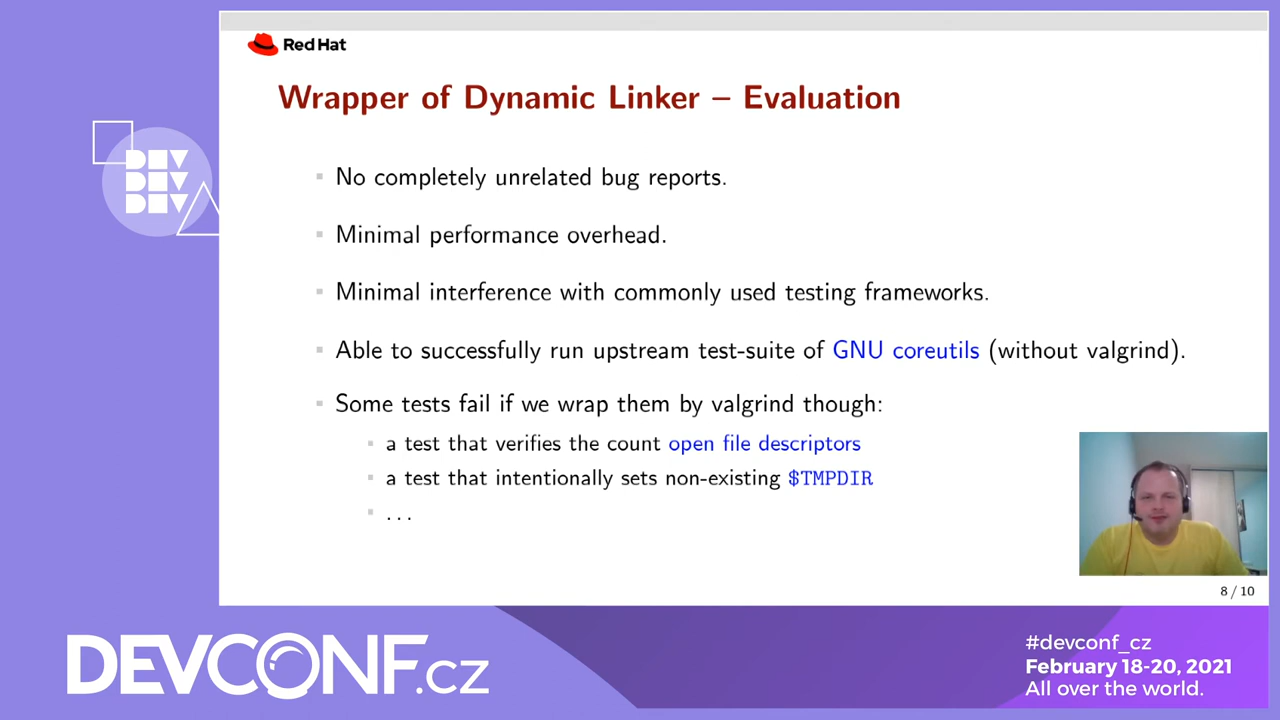 Red Hat
Wrapper of Dynamic Linker – Evaluation
DEV
DEV
DEV
No completely unrelated bug reports.
Minimal performance overhead.
Minimal interference with commonly used testing frameworks.
Able to successfully run upstream test-suite of GNU coreutils (without valgrind).
Some tests fail if we wrap them by valgrind though:
a test that verifies the count open file descriptors
a test that intentionally sets non-existing $TMPDIR
. . .
8 / 10
DEVCONF.cz
#devconf_cz
February 18-20, 2021
All over the world.